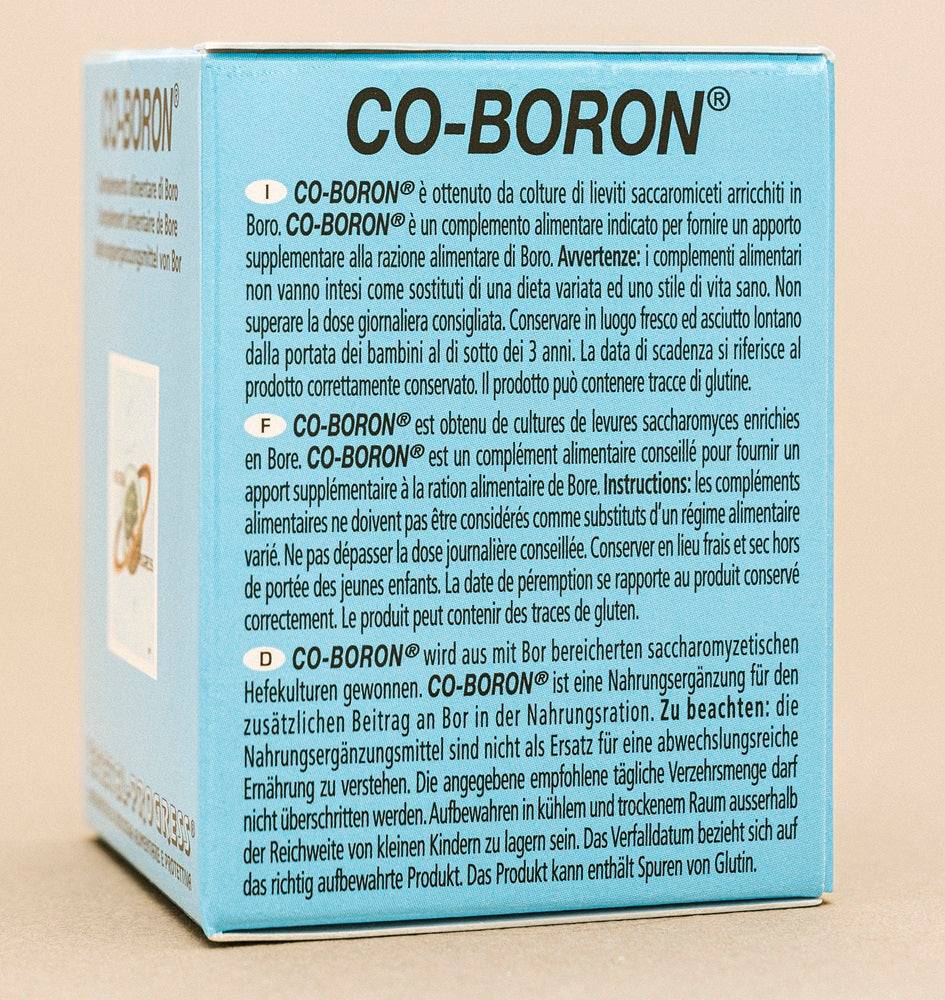 CO-BORON®
I CO-BORON® è ottenuto da colture di lieviti saccaromiceti arricchiti in
Boro. CO-BORON® è un complemento alimentare indicato per fornire un apporto
supplementare alla razione alimentare di Boro. Avvertenze: i complementi alimentari
non vanno intesi come sostituti di una dieta variata ed uno stile di vita sano. Non
superare la dose giornaliera consigliata. Conservare in luogo fresco ed asciutto lontano
dalla portata dei bambini al di sotto dei 3 anni. La data di scadenza si riferisce al
prodotto correttamente conservato. Il prodotto può contenere tracce di glutine.
F CO-BORON® est obtenu de cultures de levures saccharomyces enrichies
en Bore. CO-BORON® est un complément alimentaire conseillé pour fournir un
apport supplémentaire à la ration alimentaire de Bore. Instructions: les compléments
alimentaires ne doivent pas être considérés comme substituts d'un régime alimentaire
varié. Ne pas dépasser la dose journalière conseillée. Conserver en lieu frais et sec hors
de portée des jeunes enfants. La date de péremption se rapporte au produit conservé
correctement. Le produit peut contenir des traces de gluten.
D CO-BORON® wird aus mit Bor bereicherten saccharomyzetischen
Hefekulturen gewonnen. CO-BORON® ist eine Nahrungsergänzung für den
zusätzlichen Beitrag an Bor in der Nahrungsration. Zu beachten: die
Nahrungsergänzungsmittel sind nicht als Ersatz für eine abwechslungsreiche
Ernährung zu verstehen. Die angegebene empfohlene tägliche Verzehrsmenge darf
nicht überschritten werden. Aufbewahren in kühlem und trockenem Raum ausserhalb
der Reichweite von kleinen Kindern zu lagern sein. Das Verfalldatum bezieht sich auf
das richtig aufbewahrte Produkt. Das Produkt kann enthält Spuren von Glutin.
CO-BORON®
alimentare di Boro
alimentaire de Bore
von Bor
PROGRESS®
ALIMENTARE E PROTETTIVA